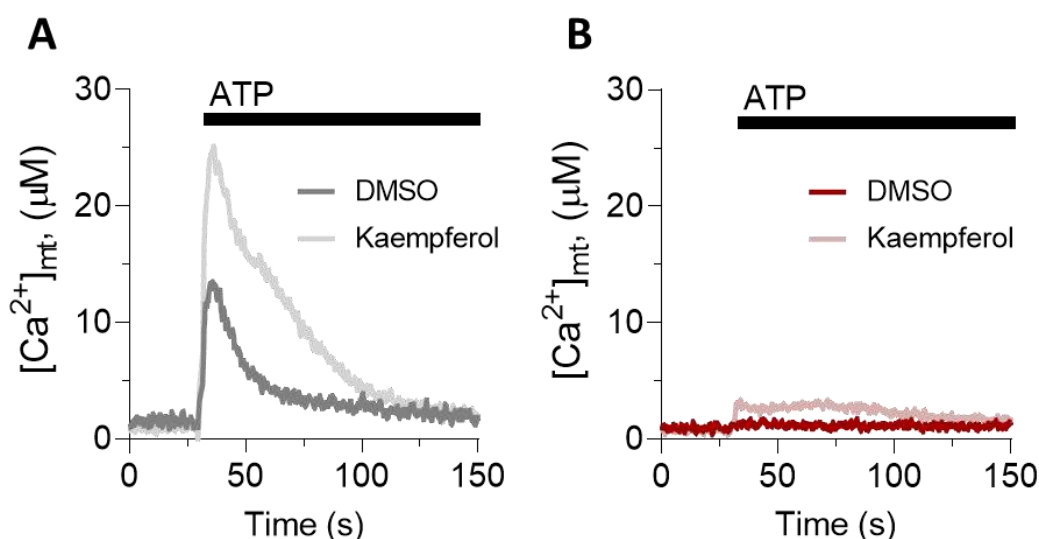 A
30
20
10
0
[Ca²⁺]mt, (μM)
ATP
DMSO
Kaempferol
0 50 100 150
Time (s)
B
30
20
10
0
[Ca²⁺]mt, (μM)
ATP
DMSO
Kaempferol
0 50 100 150
Time (s)